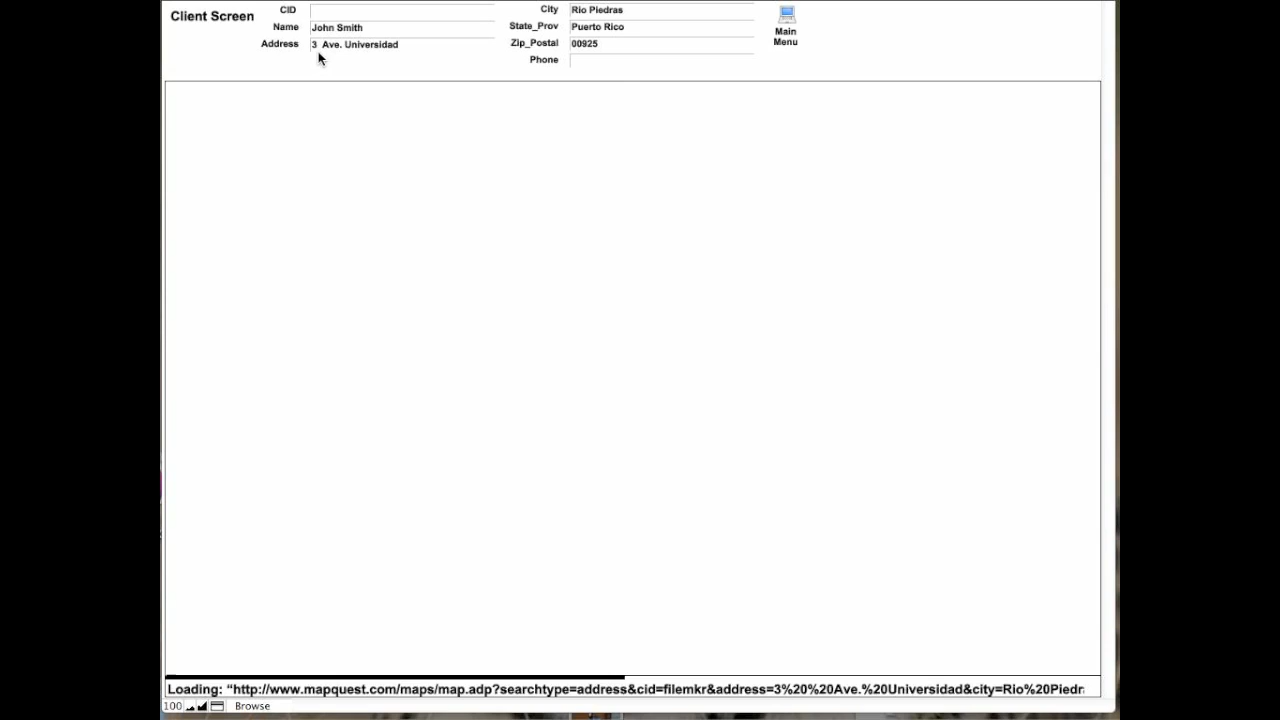 Client Screen
CID
Name John Smith
Address 3  Ave. Universidad
City Rio Piedras
State_Prov Puerto Rico
Zip_Postal 00925
Phone
Main
Menu
Loading: “http://www.mapquest.com/maps/map.adp?searchtype=address&cid=filemkr&address=3%20%20Ave.%20Universidad&city=Rio%20Piedr
100 Browse